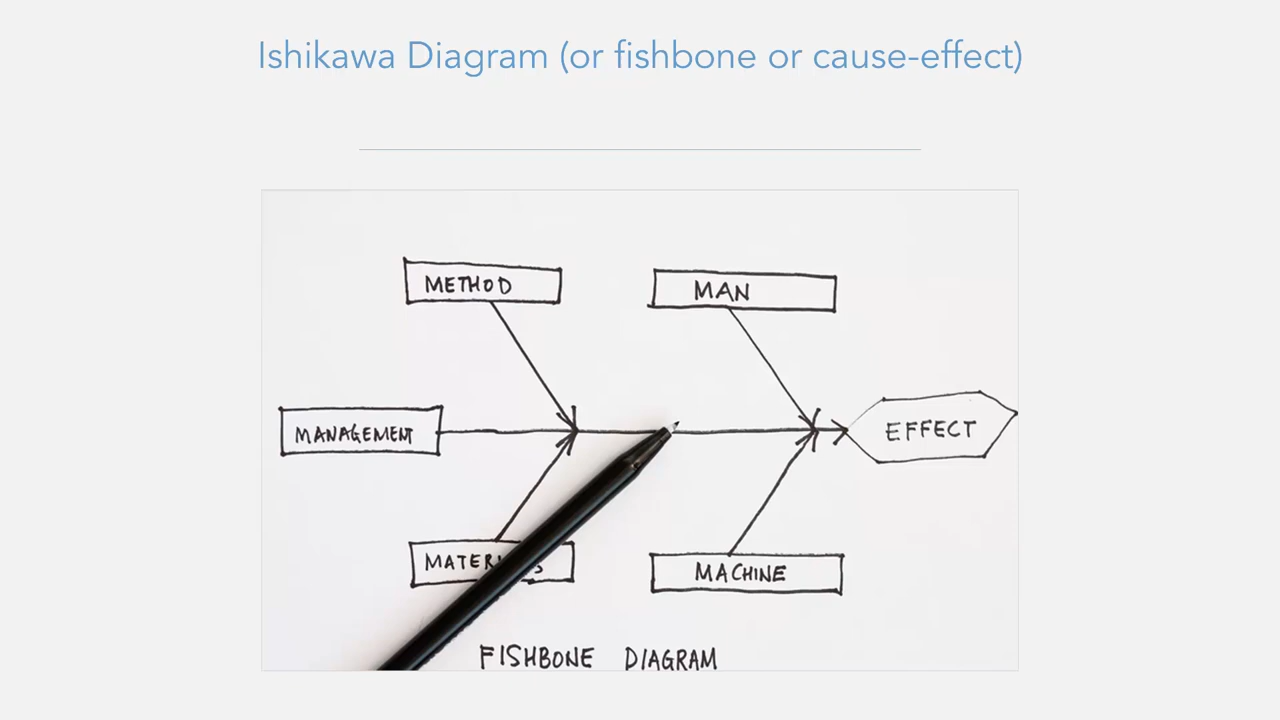 Ishikawa Diagram (or fishbone or cause-effect)
METHOD
MAN
MANAGEMENT
EFFECT
MACHINE
FISHBONE DIAGRAM